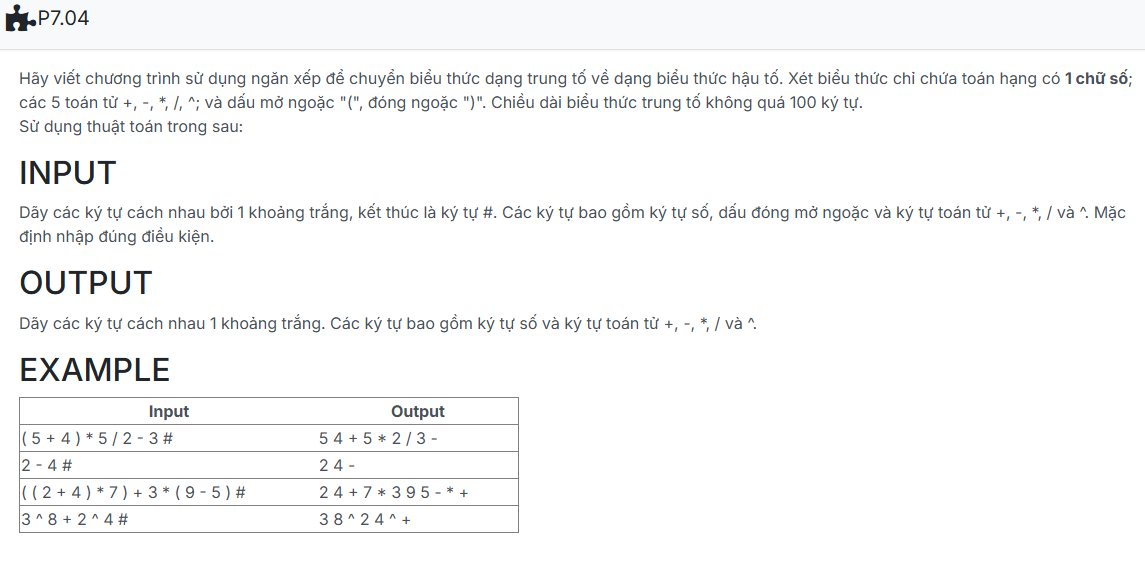 P7.04
Hãy viết chương trình sử dụng ngăn xếp để chuyển biểu thức dạng trung tố về dạng biểu thức hậu tố. Xét biểu thức chỉ chứa toán hạng có 1 chữ số;
các 5 toán tử +, -, *, /, ^; và dấu mở ngoặc "(", đóng ngoặc ")". Chiều dài biểu thức trung tố không quá 100 ký tự.
Sử dụng thuật toán trong sau:
INPUT
Dãy các ký tự cách nhau bởi 1 khoảng trắng, kết thúc là ký tự #. Các ký tự bao gồm ký tự số, dấu đóng mở ngoặc và ký tự toán tử +, -, *, / và ^. Mặc
định nhập đúng điều kiện.
OUTPUT
Dãy các ký tự cách nhau 1 khoảng trắng. Các ký tự bao gồm ký tự số và ký tự toán tử +, -, *, / và ^.
EXAMPLE
Input Output
( 5 + 4 ) * 5 / 2 - 3 # 5 4 + 5 * 2 / 3 -
2 - 4 # 2 4 -
( ( 2 + 4 ) * 7 ) + 3 * ( 9 - 5 ) # 2 4 + 7 * 3 9 5 - * +
3 ^ 8 + 2 ^ 4 # 3 8 ^ 2 4 ^ +